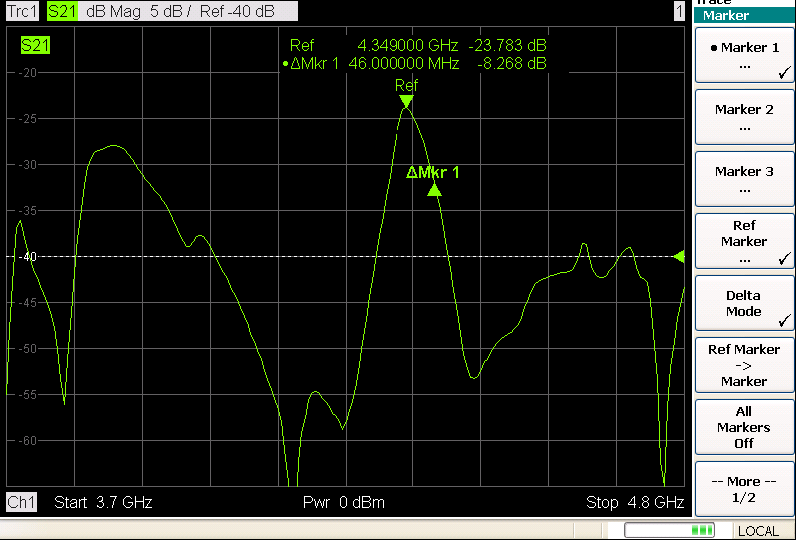 Trc1 S21 dB Mag 5 dB / Ref -40 dB 1
S21
Ref 4.349000 GHz -23.783 dB
•ΔMkr 1 46.000000 MHz -8.268 dB
Ref
ΔMkr 1
-20
-25
-30
-35
-40
-45
-50
-55
-60
Ch1 Start 3.7 GHz Pwr 0 dBm Stop 4.8 GHz
Trace
Marker
• Marker 1
...
Marker 2
...
Marker 3
...
Ref
Marker
...
Delta
Mode
Ref Marker
->
Marker
All
Markers
Off
-- More --
1/2
LOCAL